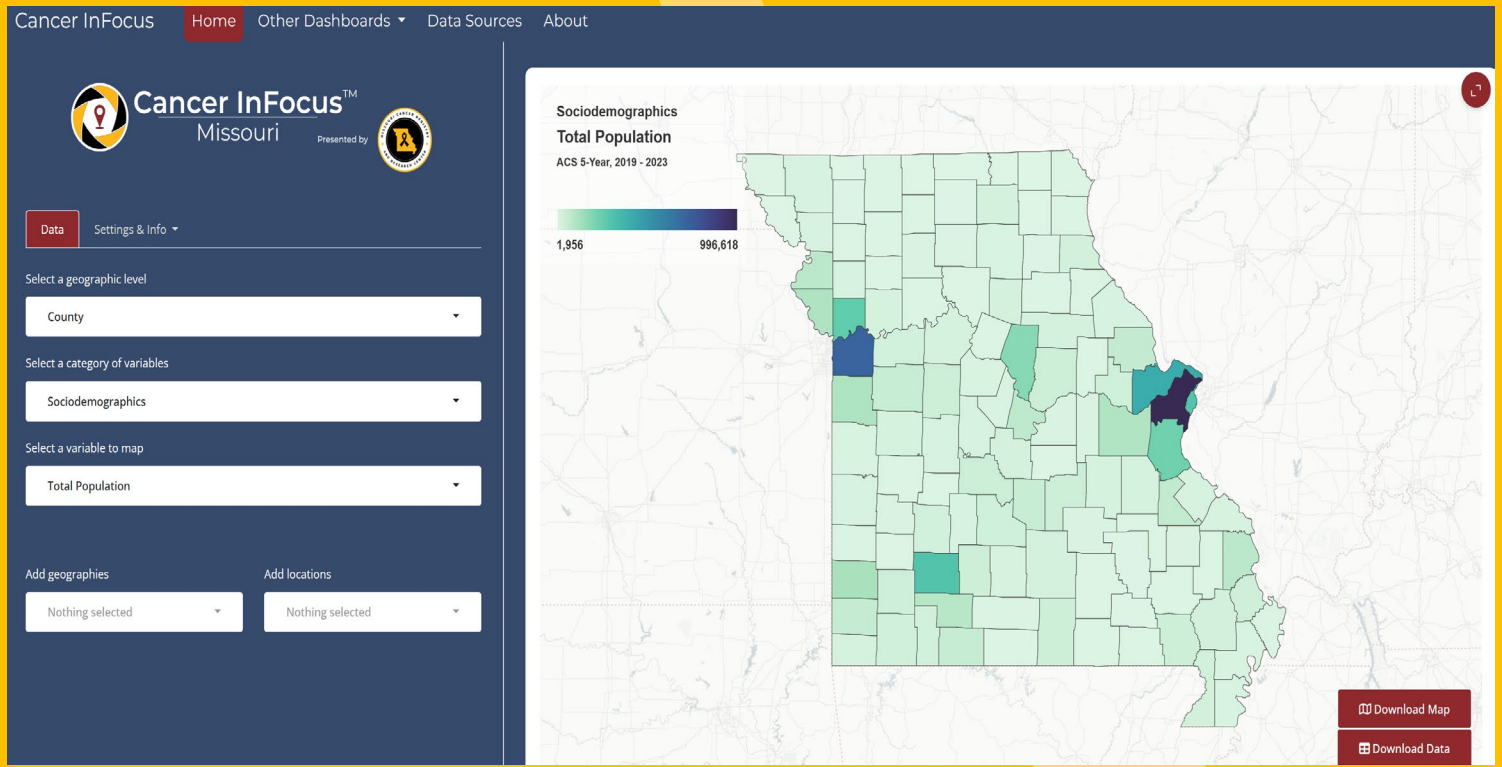 Cancer InFocus Home Other Dashboards Data Sources About
Cancer InFocus™
Missouri
Presented by
Data Settings & Info
Select a geographic level
County
Select a category of variables
Sociodemographics
Select a variable to map
Total Population
Add geographies Add locations
Nothing selected Nothing selected
Sociodemographics
Total Population
ACS 5-Year, 2019 - 2023
1,956 996,618
Download Map
Download Data